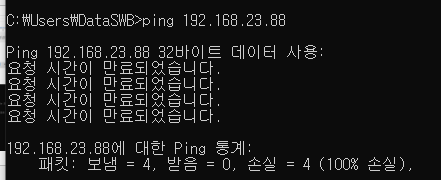 C:₩Users₩DataSWB>ping 192.168.23.88
Ping 192.168.23.88 32바이트 데이터 사용:
요청 시간이 만료되었습니다.
요청 시간이 만료되었습니다.
요청 시간이 만료되었습니다.
요청 시간이 만료되었습니다.
192.168.23.88에 대한 Ping 통계:
패킷: 보냄 = 4, 받음 = 0, 손실 = 4 (100% 손실),